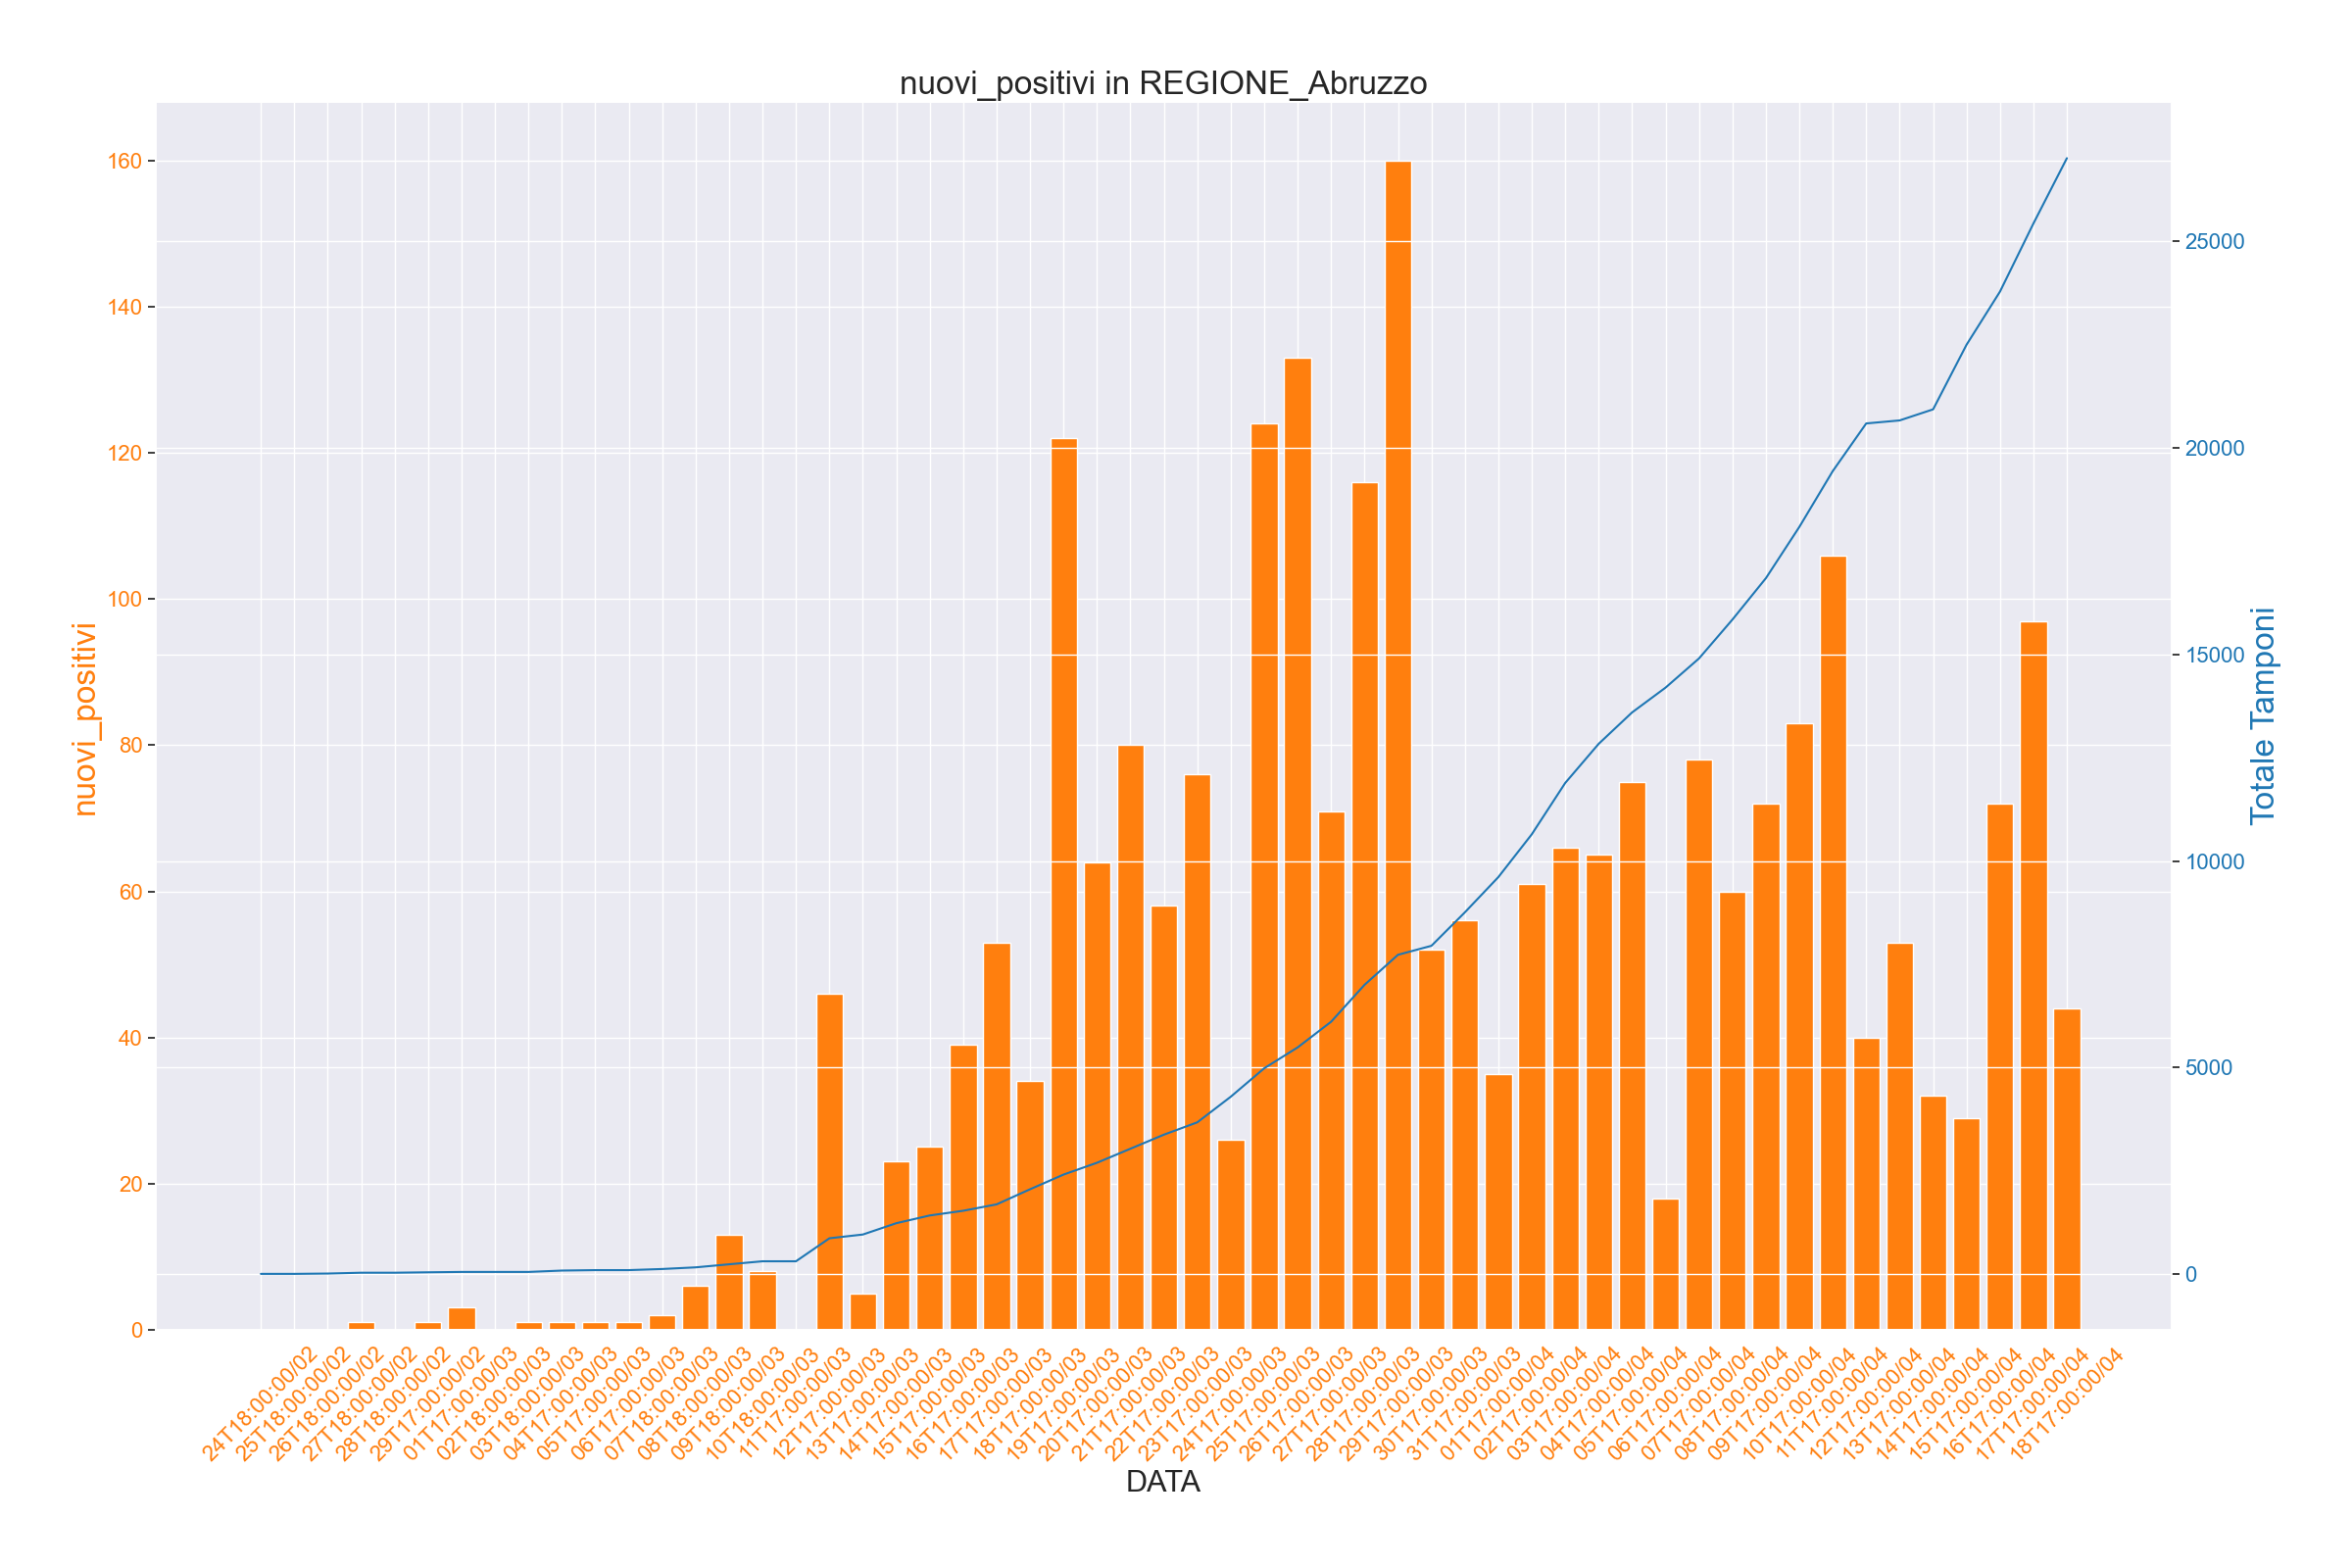 nuovi_positivi in REGIONE_Abruzzo
160
140
120
100
80
60
40
20
0
nuovi_positivi
25000
20000
15000
10000
5000
0
Totale Tamponi
24T18:00:00/02
25T18:00:00/02
26T18:00:00/02
27T18:00:00/02
28T18:00:00/02
29T17:00:00/02
01T17:00:00/03
02T18:00:00/03
03T18:00:00/03
04T17:00:00/03
05T17:00:00/03
06T17:00:00/03
07T18:00:00/03
08T18:00:00/03
09T18:00:00/03
10T18:00:00/03
11T17:00:00/03
12T17:00:00/03
13T17:00:00/03
14T17:00:00/03
15T17:00:00/03
16T17:00:00/03
17T17:00:00/03
18T17:00:00/03
19T17:00:00/03
20T17:00:00/03
21T17:00:00/03
22T17:00:00/03
23T17:00:00/03
24T17:00:00/03
25T17:00:00/03
26T17:00:00/03
27T17:00:00/03
28T17:00:00/03
29T17:00:00/03
30T17:00:00/03
31T17:00:00/03
01T17:00:00/04
02T17:00:00/04
03T17:00:00/04
04T17:00:00/04
05T17:00:00/04
06T17:00:00/04
07T17:00:00/04
08T17:00:00/04
09T17:00:00/04
10T17:00:00/04
11T17:00:00/04
12T17:00:00/04
13T17:00:00/04
14T17:00:00/04
15T17:00:00/04
16T17:00:00/04
17T17:00:00/04
18T17:00:00/04
DATA